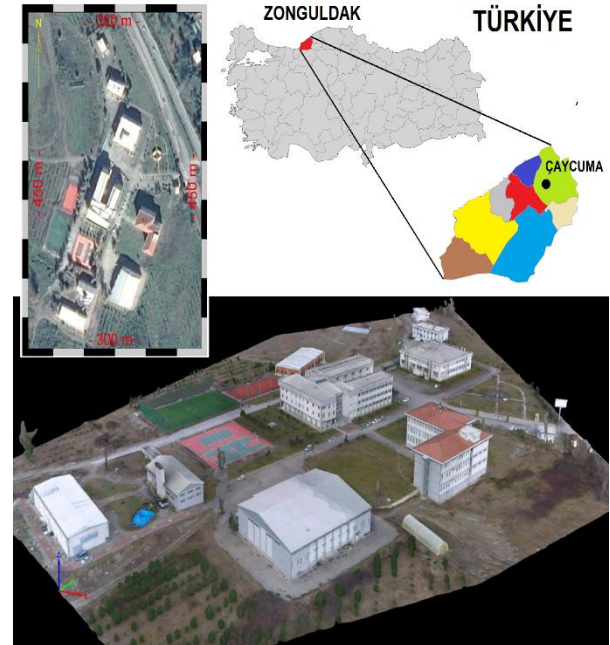 N
- 300 m -
- 450 m -
- 450 m -
- 300 m -
ZONGULDAK
TÜRKİYE
ÇAYCUMA